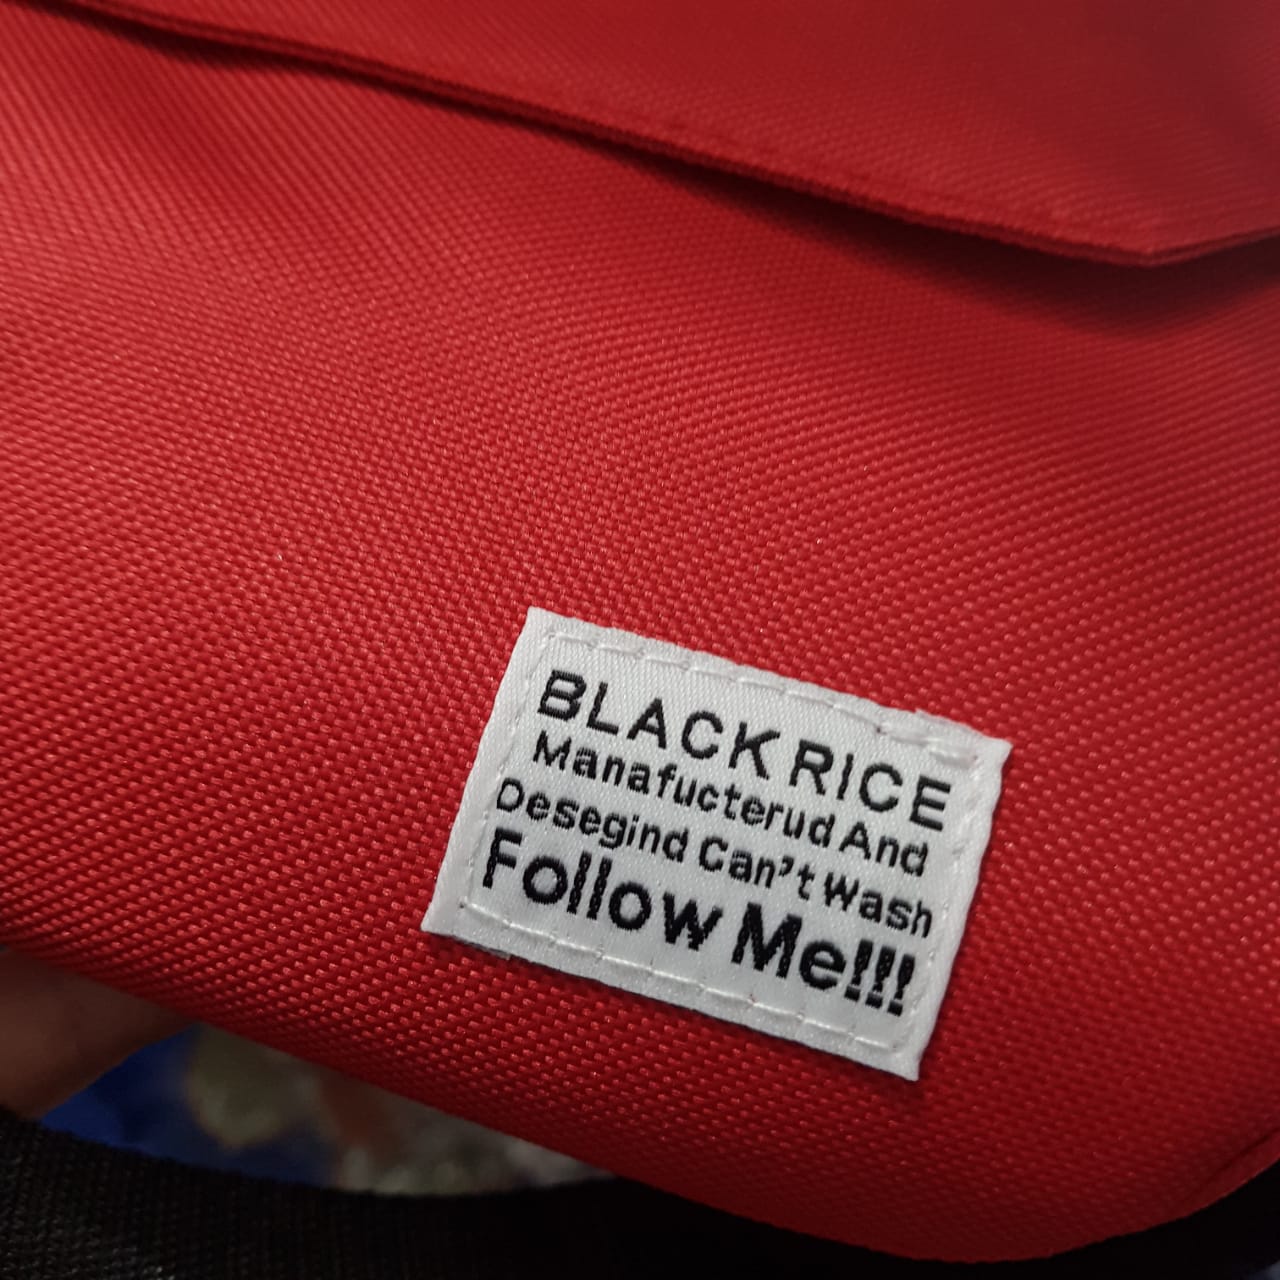 BLACK RICE
Manafucterud And
Desegind Can't Wash
Follow Me!!!